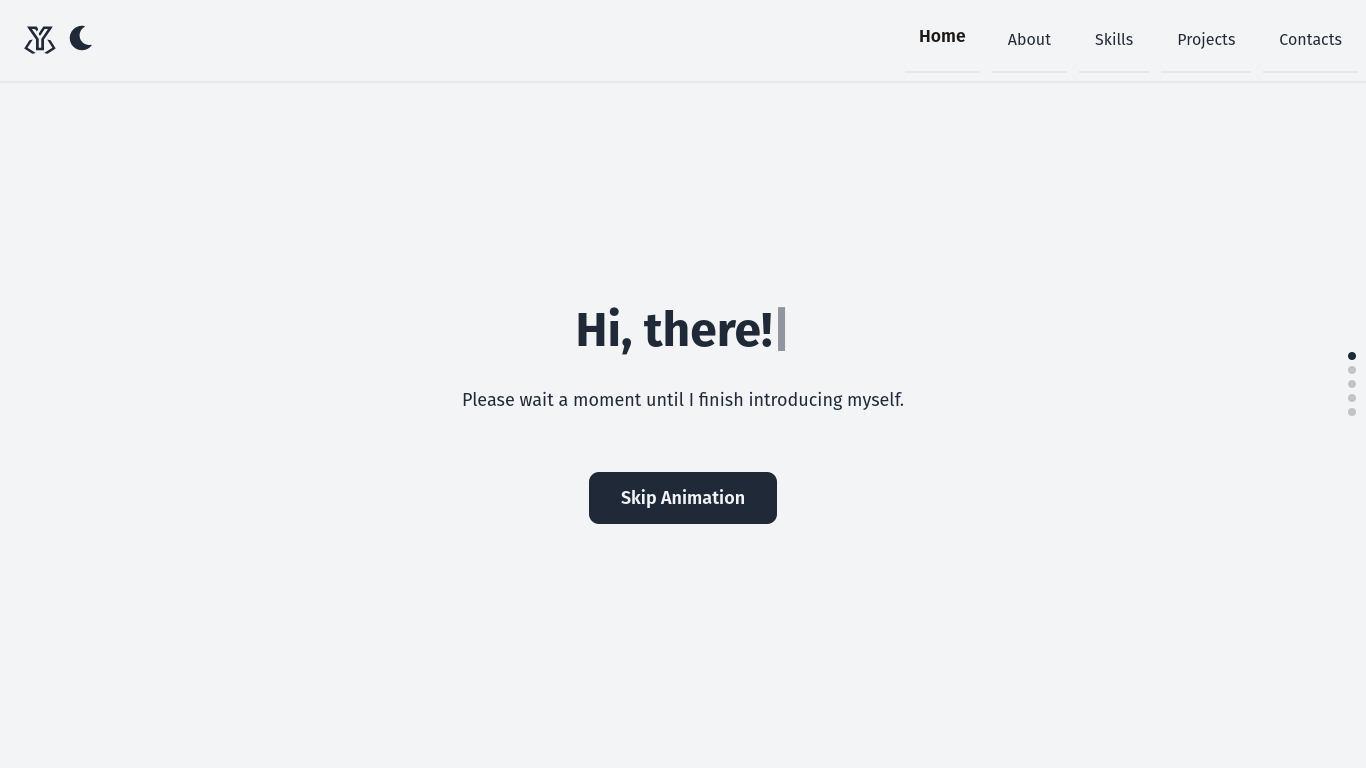 Home
About
Skills
Projects
Contacts
Hi, there!
Please wait a moment until I finish introducing myself.
Skip Animation